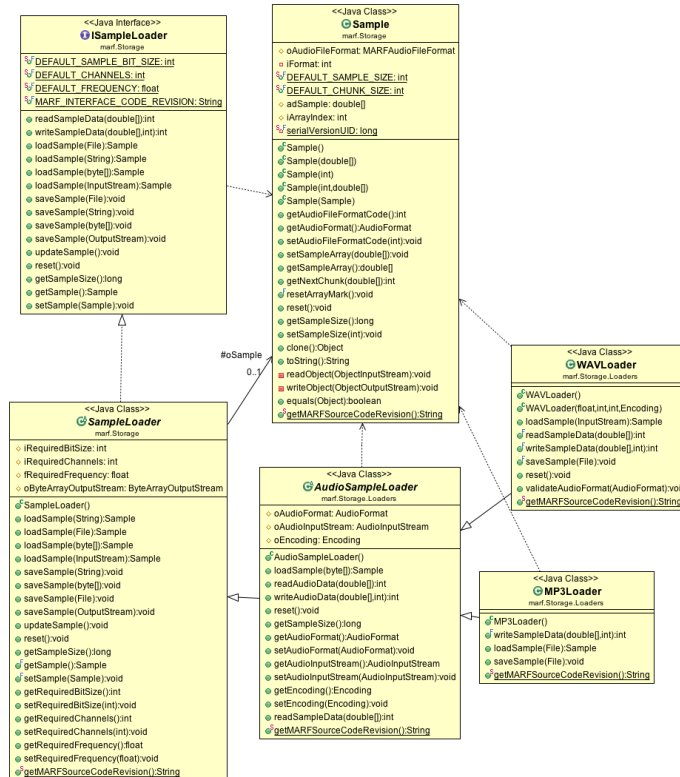 <<Java Interface>>
ISampleLoader
marf.Storage
DEFAULT_SAMPLE_BIT_SIZE: int
DEFAULT_CHANNELS: int
DEFAULT_FREQUENCY: float
MARF_INTERFACE_CODE_REVISION: String
readSampleData(double[]):int
writeSampleData(double[],int):int
loadSample(File):Sample
loadSample(String):Sample
loadSample(byte[]):Sample
loadSample(InputStream):Sample
saveSample(File):void
saveSample(String):void
saveSample(byte[]):void
saveSample(OutputStream):void
updateSample():void
reset():void
getSampleSize():long
getSample():Sample
setSample(Sample):void
<<Java Class>>
Sample
marf.Storage
oAudioFileFormat: MARFAudioFileFormat
iFormat: int
DEFAULT_SAMPLE_SIZE: int
DEFAULT_CHUNK_SIZE: int
adSample: double[]
iArrayIndex: int
serialVersionUID: long
Sample()
Sample(double[])
Sample(int)
Sample(int,double[])
Sample(Sample)
getAudioFileFormatCode():int
getAudioFormat():AudioFormat
setAudioFileFormatCode(int):void
setSampleArray(double[]):void
getSampleArray():double[]
getNextChunk(double[]):int
resetArrayMark():void
reset():void
getSampleSize():long
setSampleSize(int):void
clone():Object
toString():String
readObject(ObjectInputStream):void
writeObject(ObjectOutputStream):void
equals(Object):boolean
getMARFSourceCodeRevision():String
#oSample
0..1
<<Java Class>>
WAVLoader
marf.Storage.Loaders
WAVLoader()
WAVLoader(float,int,int,Encoding)
loadSample(InputStream):Sample
readSampleData(double[]):int
writeSampleData(double[],int):int
saveSample(File):void
reset():void
validateAudioFormat(AudioFormat):voi
getMARFSourceCodeRevision():String
<<Java Class>>
SampleLoader
marf.Storage
iRequiredBitSize: int
iRequiredChannels: int
fRequiredFrequency: float
oByteArrayOutputStream: ByteArrayOutputStream
SampleLoader()
loadSample(String):Sample
loadSample(File):Sample
loadSample(byte[]):Sample
loadSample(InputStream):Sample
saveSample(String):void
saveSample(byte[]):void
saveSample(File):void
saveSample(OutputStream):void
updateSample():void
reset():void
getSampleSize():long
getSample():Sample
setSample(Sample):void
getRequiredBitSize():int
setRequiredBitSize(int):void
getRequiredChannels():int
setRequiredChannels(int):void
getRequiredFrequency():float
setRequiredFrequency(float):void
getMARFSourceCodeRevision():String
<<Java Class>>
AudioSampleLoader
marf.Storage.Loaders
oAudioFormat: AudioFormat
oAudioInputStream: AudioInputStream
oEncoding: Encoding
AudioSampleLoader()
loadSample(byte[]):Sample
readAudioData(double[]):int
writeAudioData(double[],int):int
reset():void
getSampleSize():long
getAudioFormat():AudioFormat
setAudioFormat(AudioFormat):void
getAudioInputStream():AudioInputStream
setAudioInputStream(AudioInputStream):void
getEncoding():Encoding
setEncoding(Encoding):void
readSampleData(double[]):int
getMARFSourceCodeRevision():String
<<Java Class>>
MP3Loader
marf.Storage.Loaders
MP3Loader()
writeSampleData(double[],int):int
loadSample(File):Sample
saveSample(File):void
getMARFSourceCodeRevision():String